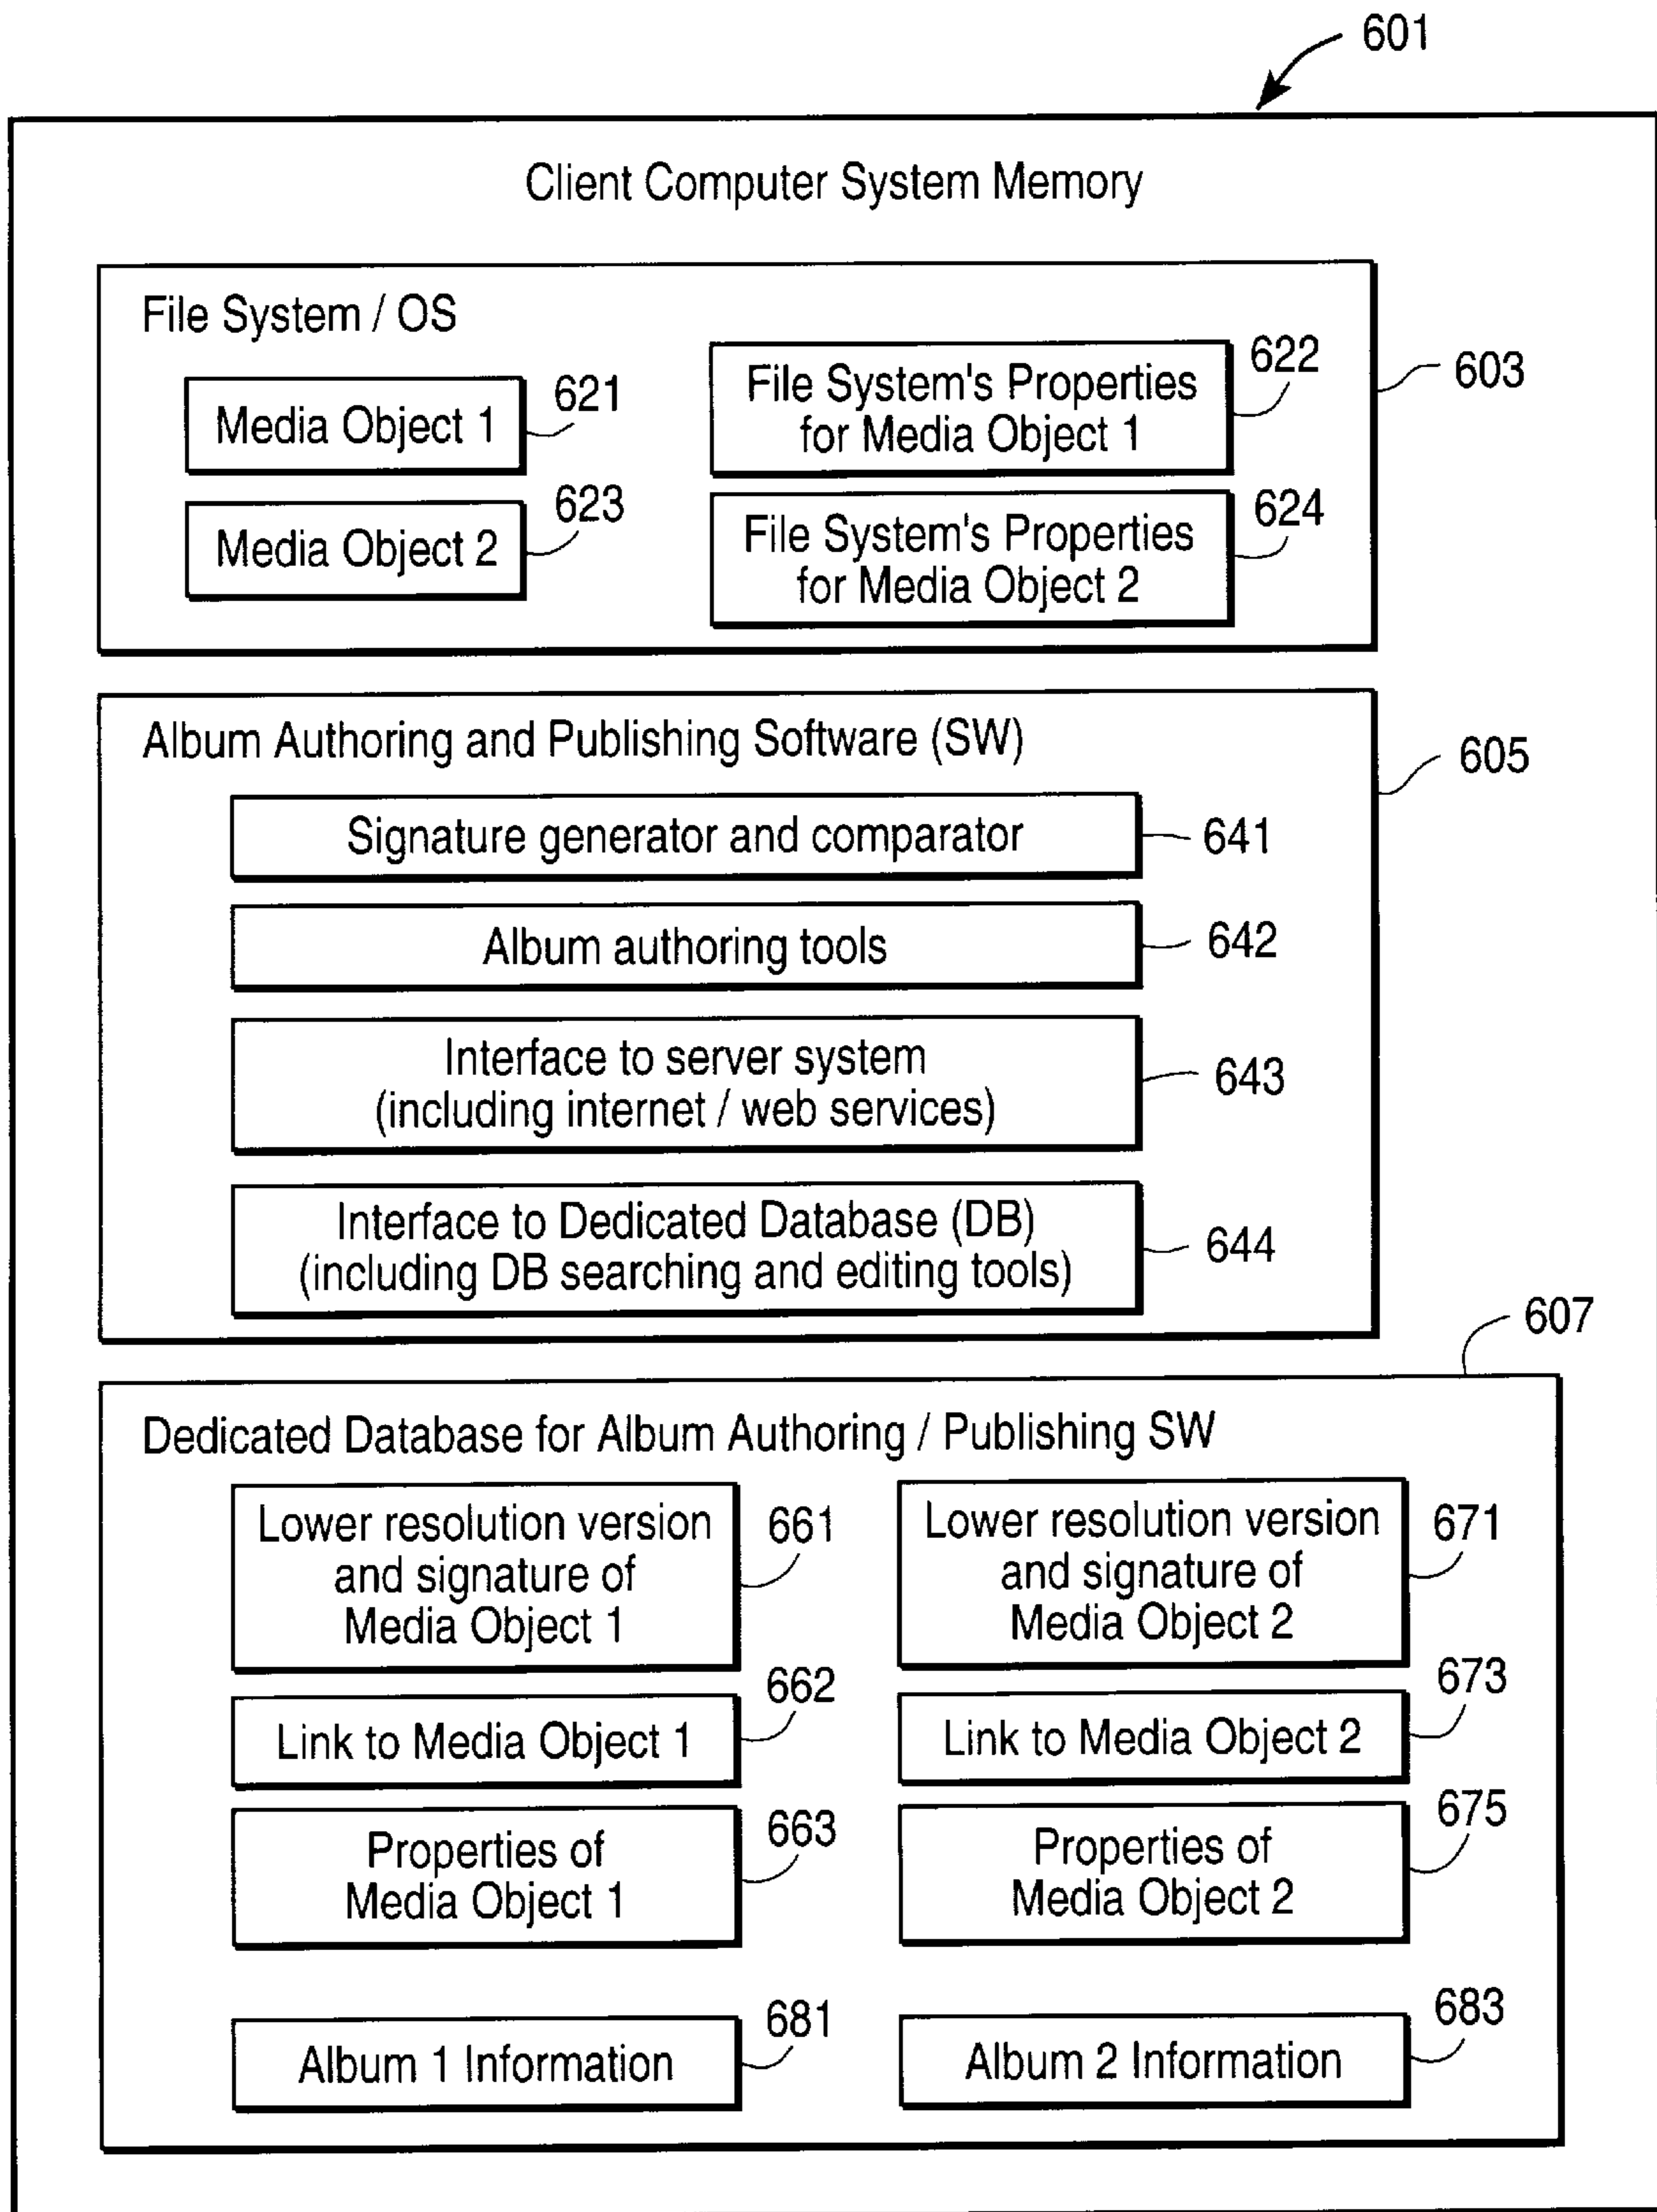 601
Client Computer System Memory
File System / OS
603
Media Object 1
621
File System's Properties
for Media Object 1
622
Media Object 2
623
File System's Properties
for Media Object 2
624
Album Authoring and Publishing Software (SW)
605
Signature generator and comparator
641
Album authoring tools
642
Interface to server system
(including internet / web services)
643
Interface to Dedicated Database (DB)
(including DB searching and editing tools)
644
607
Dedicated Database for Album Authoring / Publishing SW
Lower resolution version
and signature of
Media Object 1
661
Lower resolution version
and signature of
Media Object 2
671
Link to Media Object 1
662
Link to Media Object 2
673
Properties of
Media Object 1
663
Properties of
Media Object 2
675
Album 1 Information
681
Album 2 Information
683